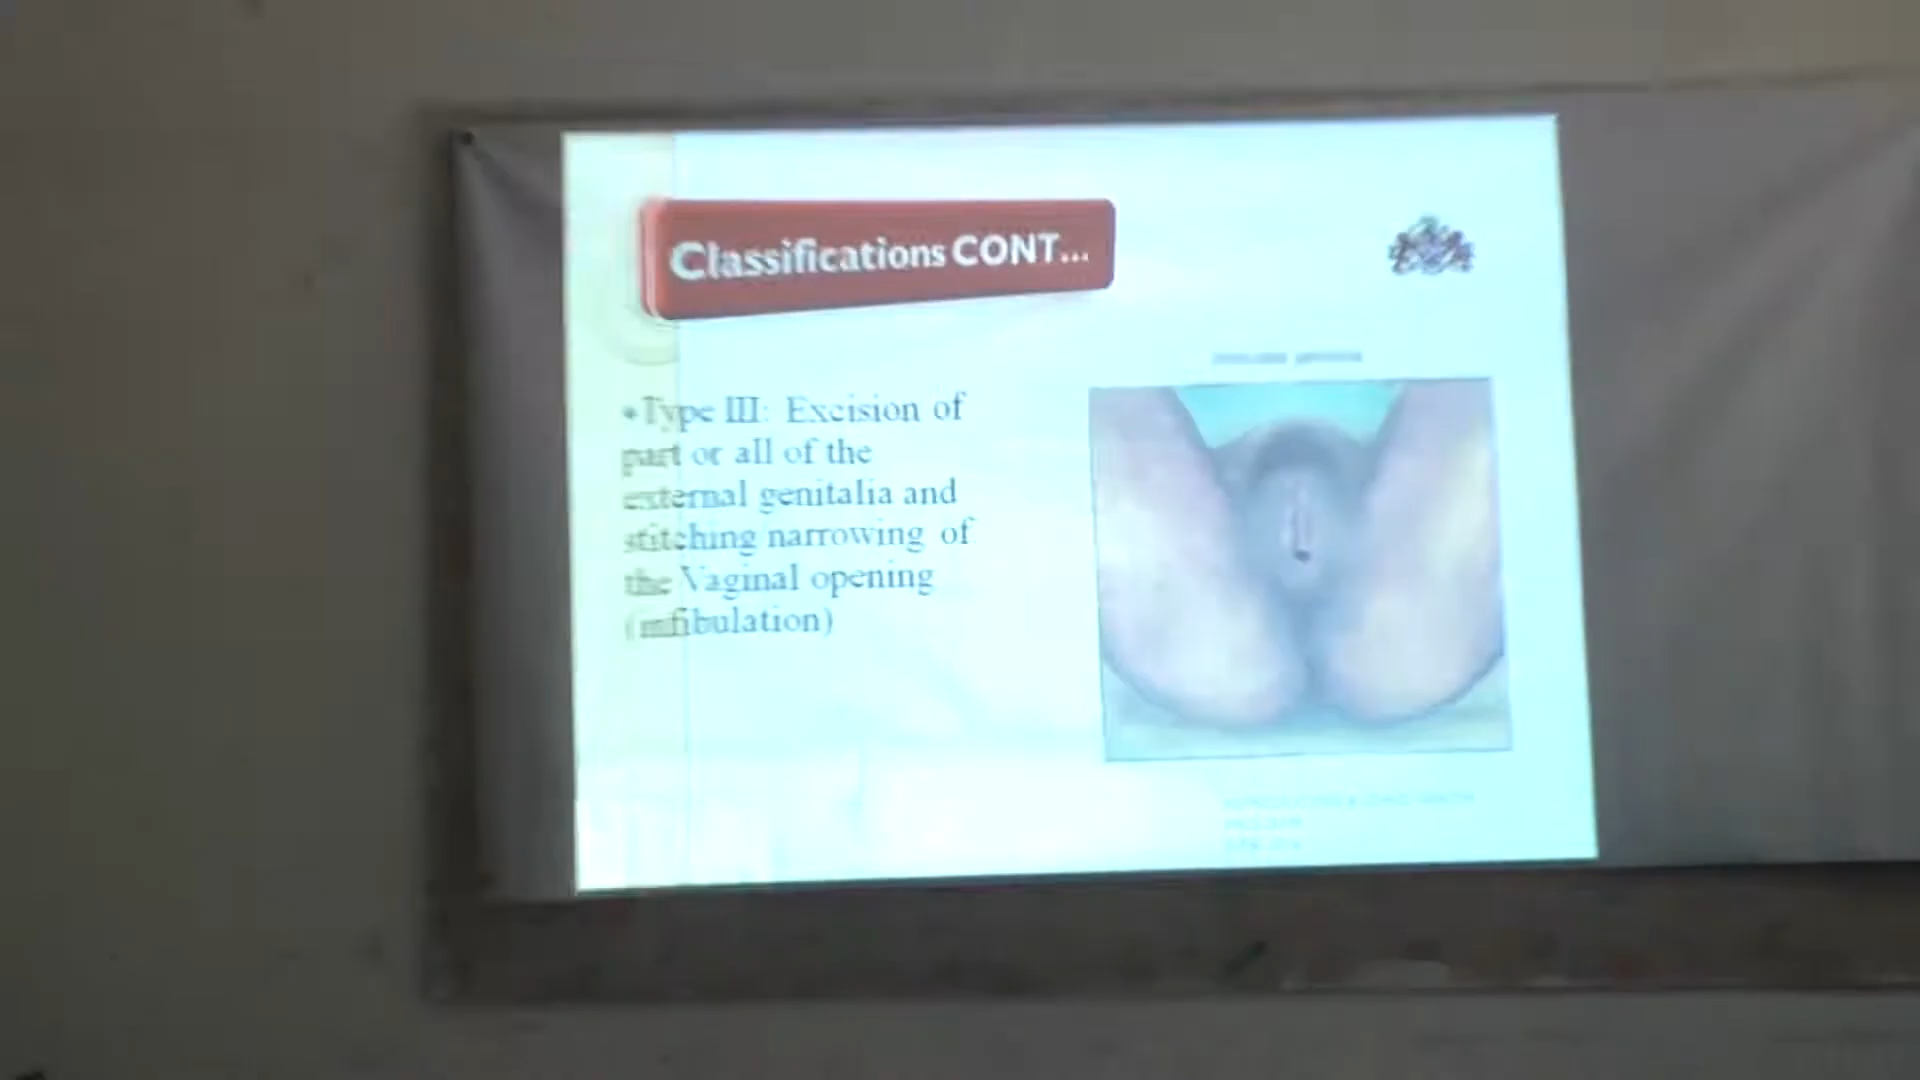 Classifications CONT...
•Type III: Excision of
part or all of the
external genitalia and
stitching narrowing of
the Vaginal opening
(infibulation)